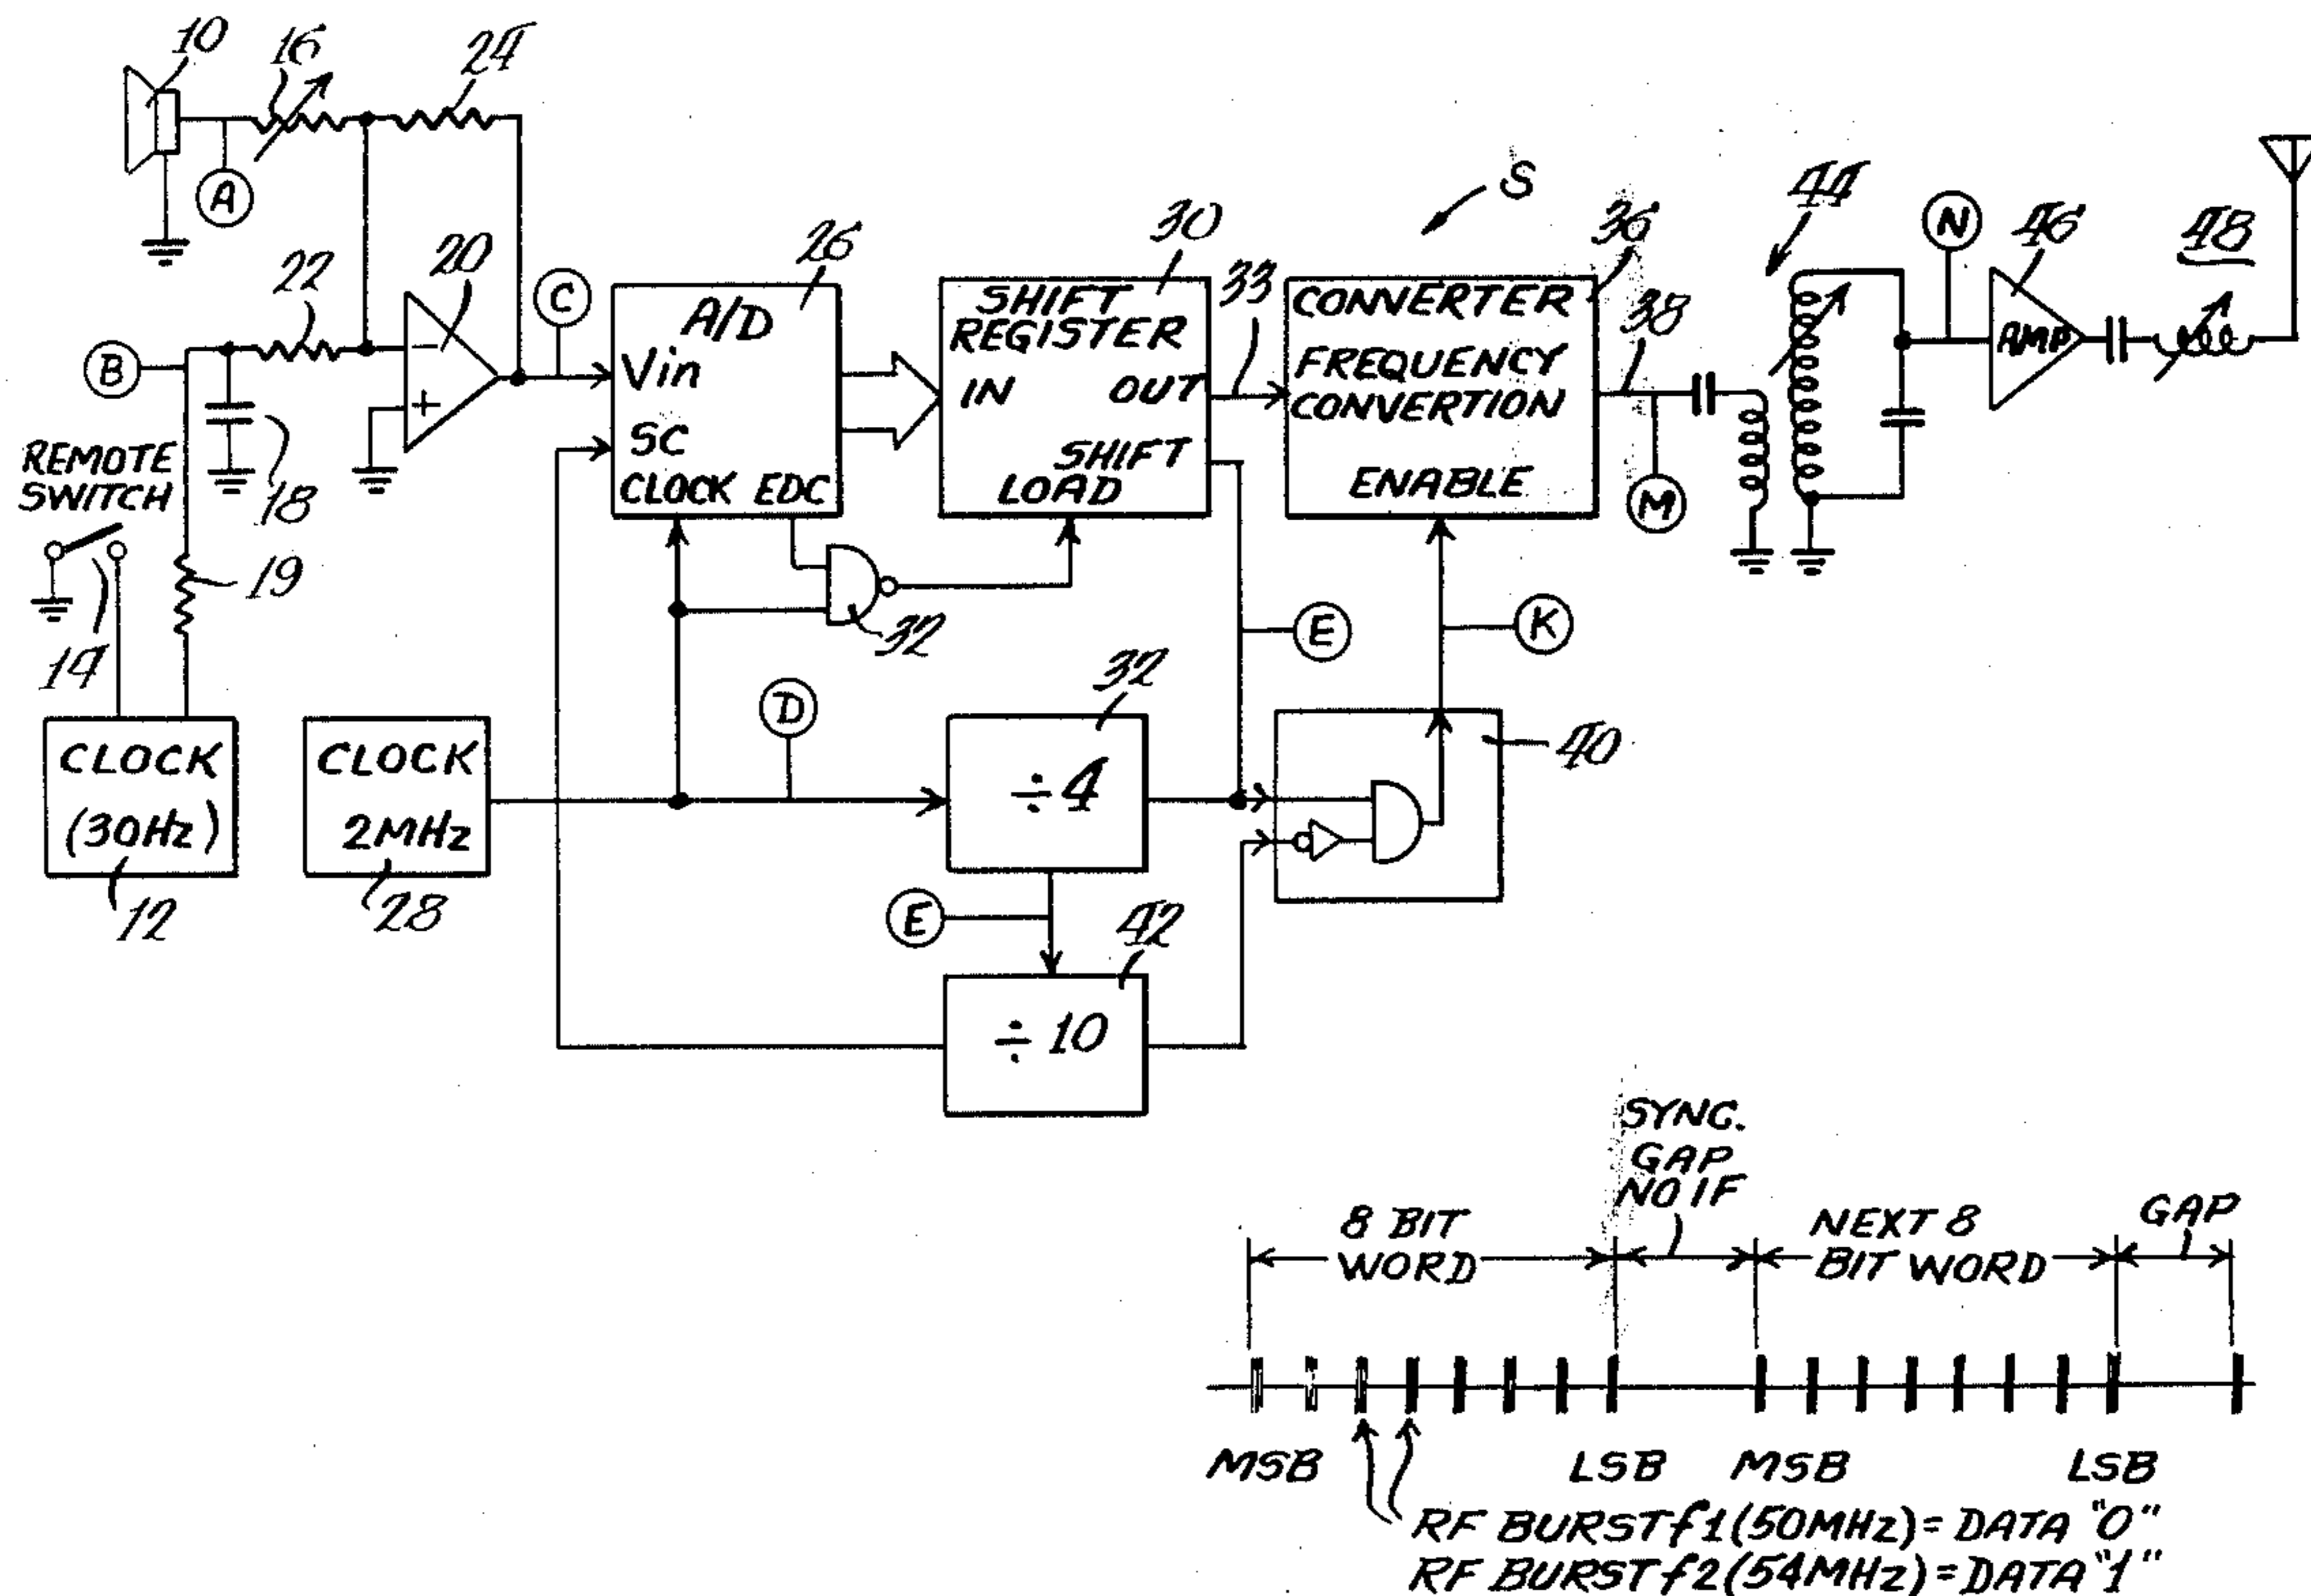 10
16
24
A
S
44
N
46
48
AMP
B
22
20
C
26
A/D
Vin
SC
CLOCK EDC
30
SHIFT
REGISTER
IN OUT
SHIFT
LOAD
33
36
CONVERTER
FREQUENCY
CONVERTION
ENABLE
38
M
REMOTE
SWITCH
18
14
19
32
E
K
CLOCK
(30Hz)
12
CLOCK
2MHz
28
D
32
÷4
40
E
42
÷10
SYNC.
GAP
NO IF
8 BIT
WORD
NEXT 8
BIT WORD
GAP
MSB LSB MSB LSB
RF BURST f1(50MHz)= DATA "0"
RF BURST f2(54MHz)= DATA "1"
+
−